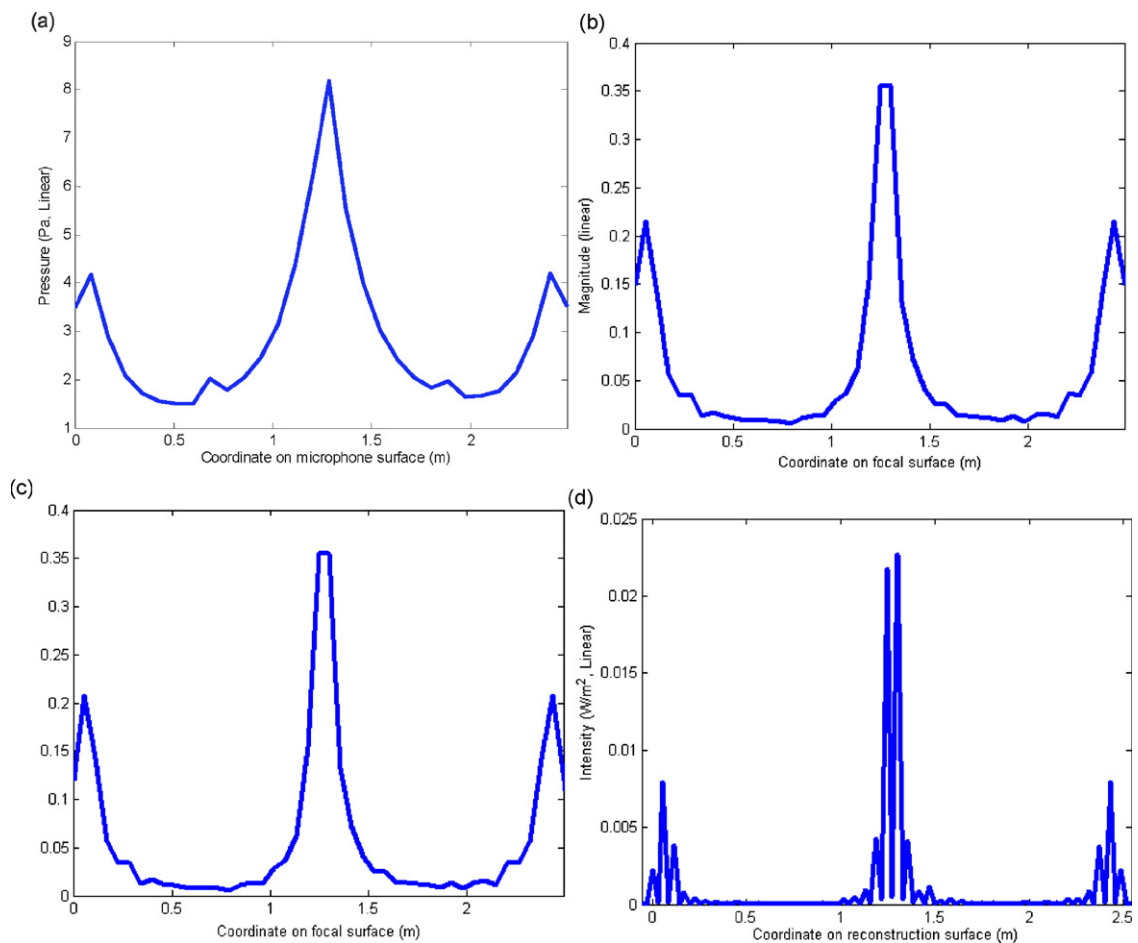 (a)
9
8
7
6
5
4
3
2
1
Pressure (Pa, Linear)
0 0.5 1 1.5 2
Coordinate on microphone surface (m)
(b)
0.4
0.35
0.3
0.25
0.2
0.15
0.1
0.05
0
Magnitude (linear)
0 0.5 1 1.5 2
Coordinate on focal surface (m)
(c)
0.4
0.35
0.3
0.25
0.2
0.15
0.1
0.05
0
0 0.5 1 1.5 2
Coordinate on focal surface (m)
(d)
0.025
0.02
0.015
0.01
0.005
0
Intensity (W/m², Linear)
0 0.5 1 1.5 2 2.5
Coordinate on reconstruction surface (m)